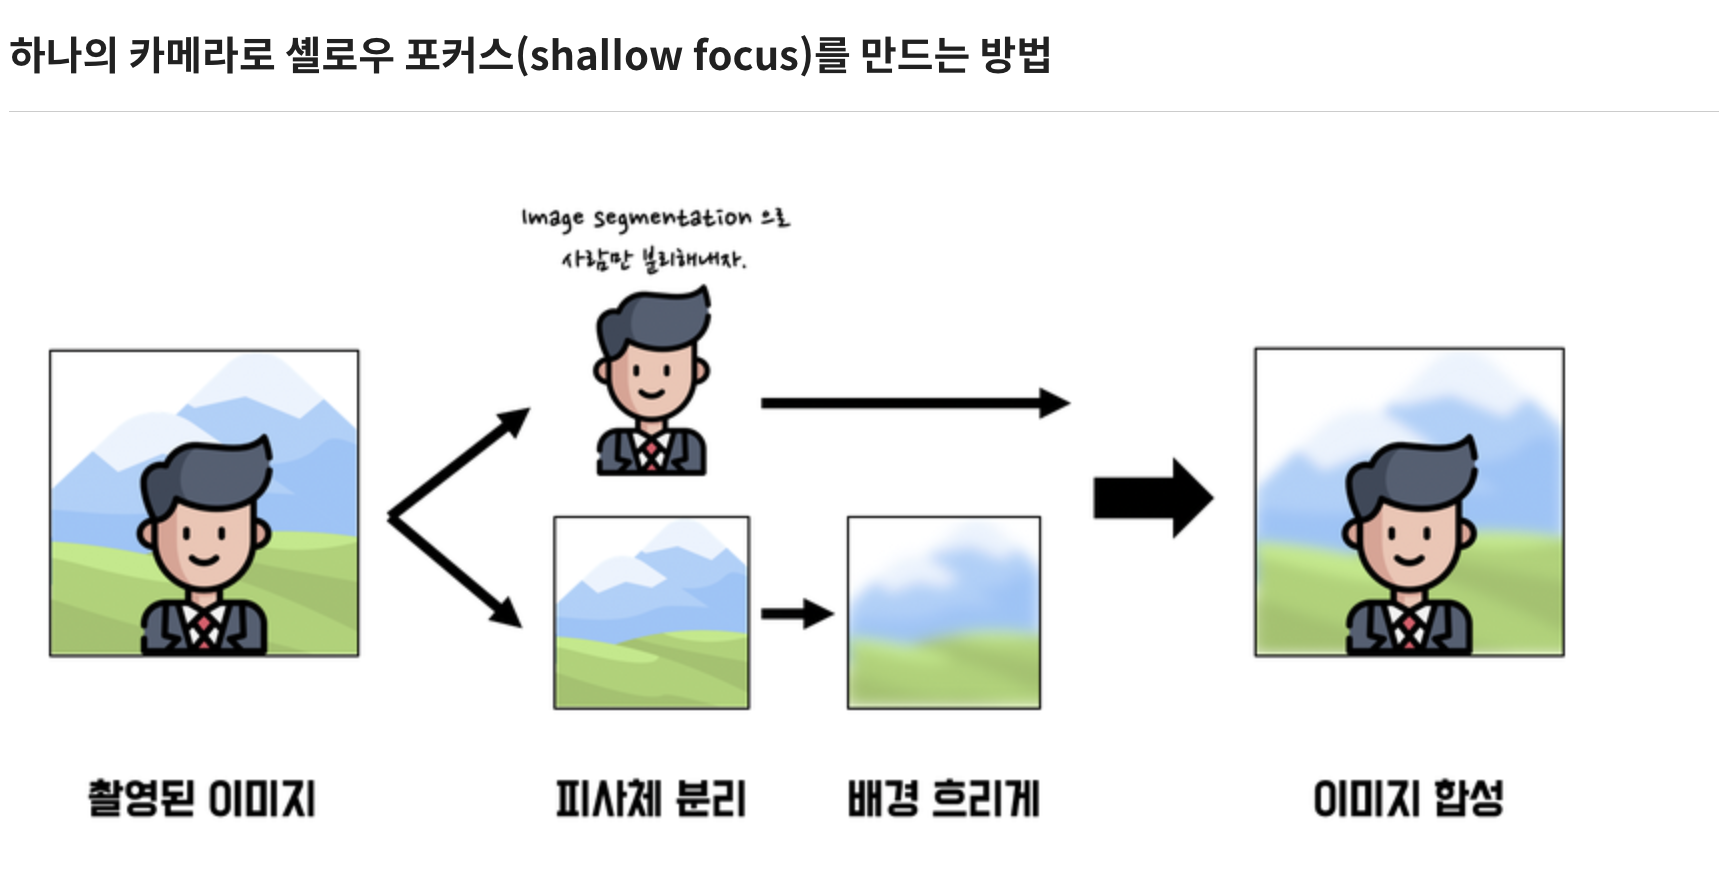 하나의 카메라로 셸로우 포커스(shallow focus)를 만드는 방법
Image segmentation 으로
사람만 분리해내자.
촬영된 이미지
피사체 분리
배경 흐리게
이미지 합성